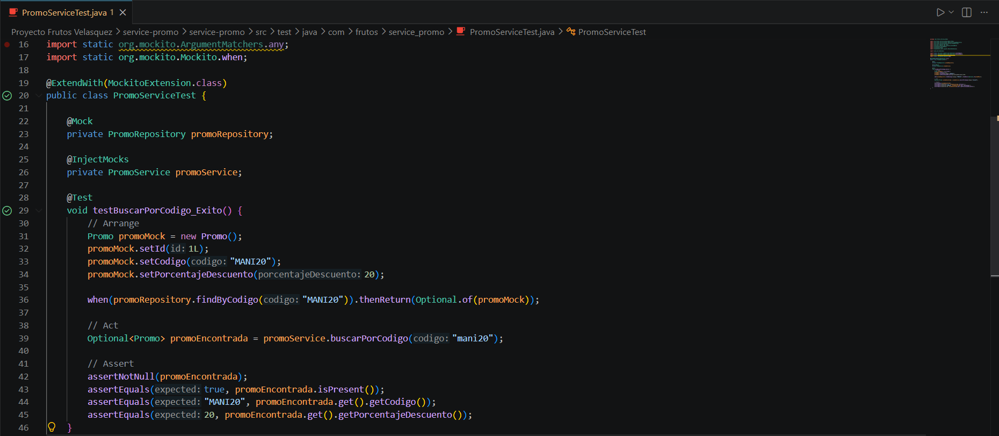 PromoServiceTest.java 1
Proyecto Frutos Velasquez > service-promo > service-promo > src > test > java > com > frutos > service_promo > PromoServiceTest.java > PromoServiceTest
16 import static org.mockito.ArgumentMatchers.any;
17 import static org.mockito.Mockito.when;
18
19 @ExtendWith(MockitoExtension.class)
20 public class PromoServiceTest {
21
22 @Mock
23 private PromoRepository promoRepository;
24
25 @InjectMocks
26 private PromoService promoService;
27
28 @Test
29 void testBuscarPorCodigo_Exito() {
30 // Arrange
31 Promo promoMock = new Promo();
32 promoMock.setId(id: 1L);
33 promoMock.setCodigo(codigo: "MANI20");
34 promoMock.setPorcentajeDescuento(porcentajeDescuento: 20);
35
36 when(promoRepository.findByCodigo(codigo: "MANI20")).thenReturn(Optional.of(promoMock));
37
38 // Act
39 Optional<Promo> promoEncontrada = promoService.buscarPorCodigo(codigo: "mani20");
40
41 // Assert
42 assertNotNull(promoEncontrada);
43 assertEquals(expected: true, promoEncontrada.isPresent());
44 assertEquals(expected: "MANI20", promoEncontrada.get().getCodigo());
45 assertEquals(expected: 20, promoEncontrada.get().getPorcentajeDescuento());
46 }